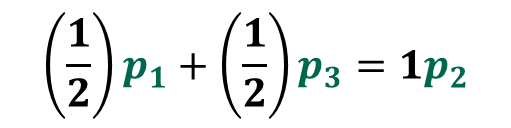 (1/2) p₁ + (1/2) p₃ = 1p₂